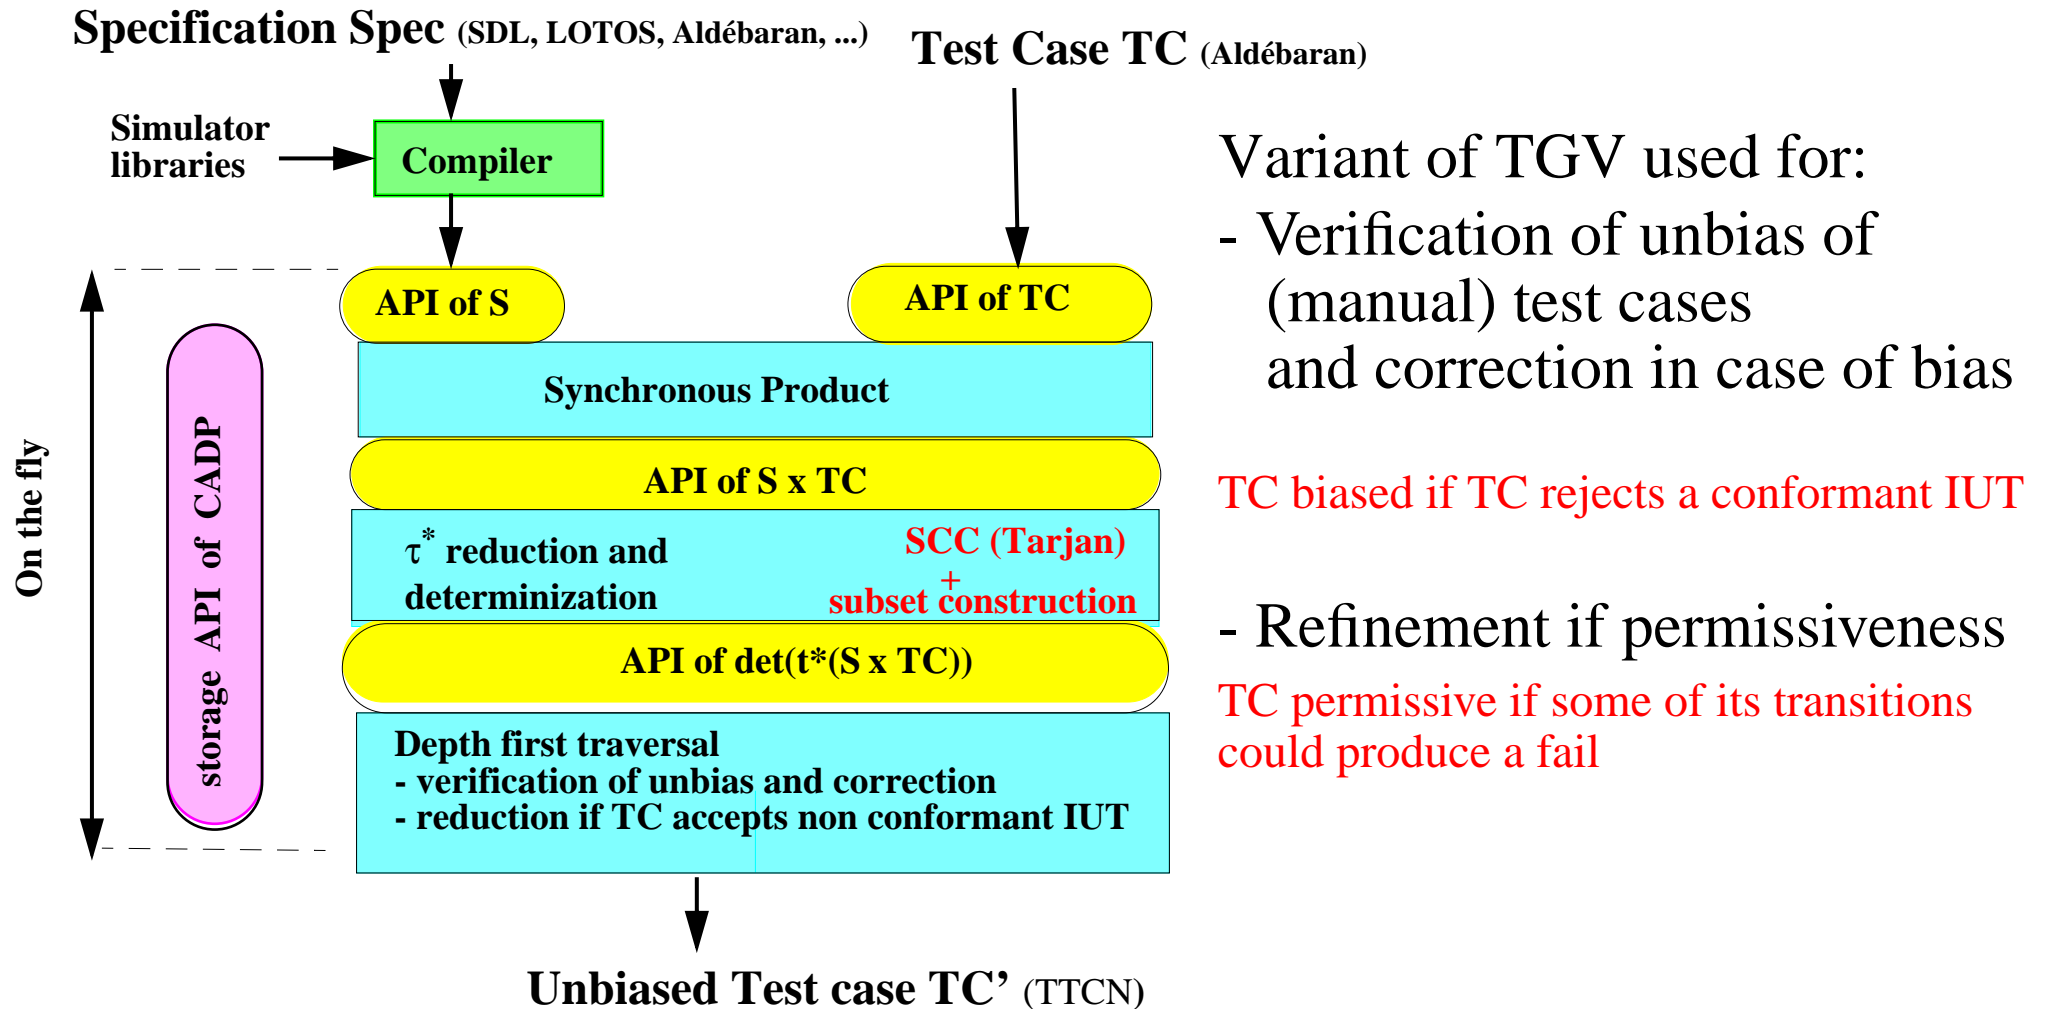 Specification Spec (SDL, LOTOS, Aldébaran, ...)
Test Case TC (Aldébaran)
Simulator
libraries
Compiler
API of S
API of TC
Synchronous Product
API of S x TC
τ* reduction and
determinization
SCC (Tarjan)
+
subset construction
API of det(t*(S x TC))
Depth first traversal
- verification of unbias and correction
- reduction if TC accepts non conformant IUT
On the fly
storage API of CADP
Unbiased Test case TC’ (TTCN)
Variant of TGV used for:
- Verification of unbias of
(manual) test cases
and correction in case of bias
TC biased if TC rejects a conformant IUT
- Refinement if permissiveness
TC permissive if some of its transitions
could produce a fail